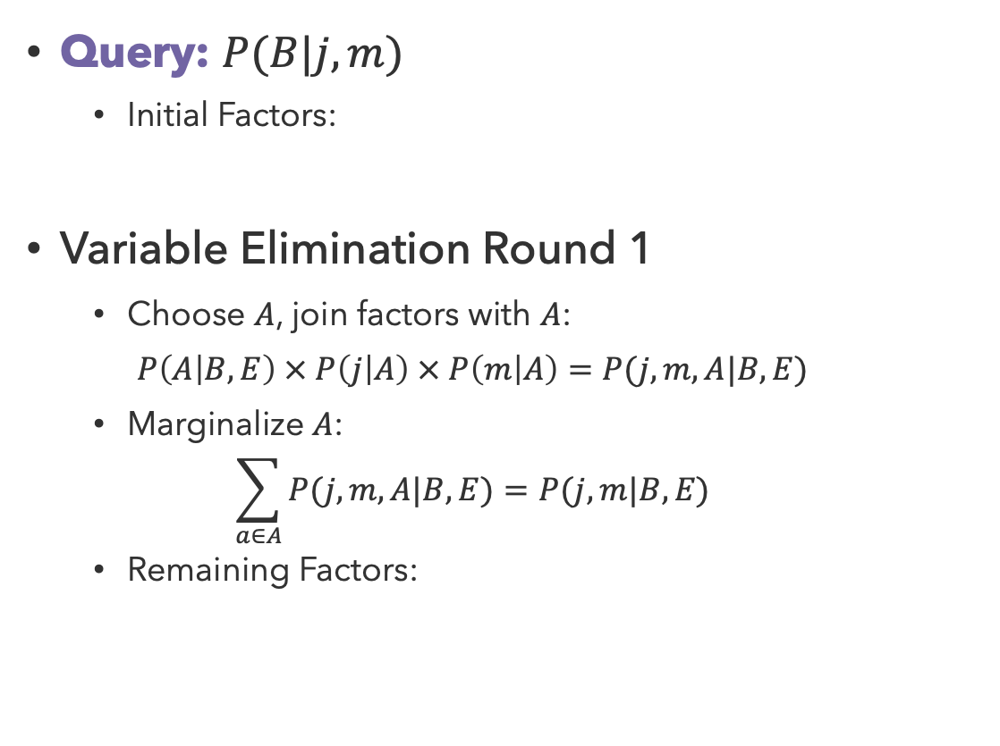 • Query: P(B|j, m)
• Initial Factors:
• Variable Elimination Round 1
• Choose A, join factors with A:
P(A|B, E) × P(j|A) × P(m|A) = P(j, m, A|B, E)
• Marginalize A:
∑ P(j, m, A|B, E) = P(j, m|B, E)
a∈A
• Remaining Factors: